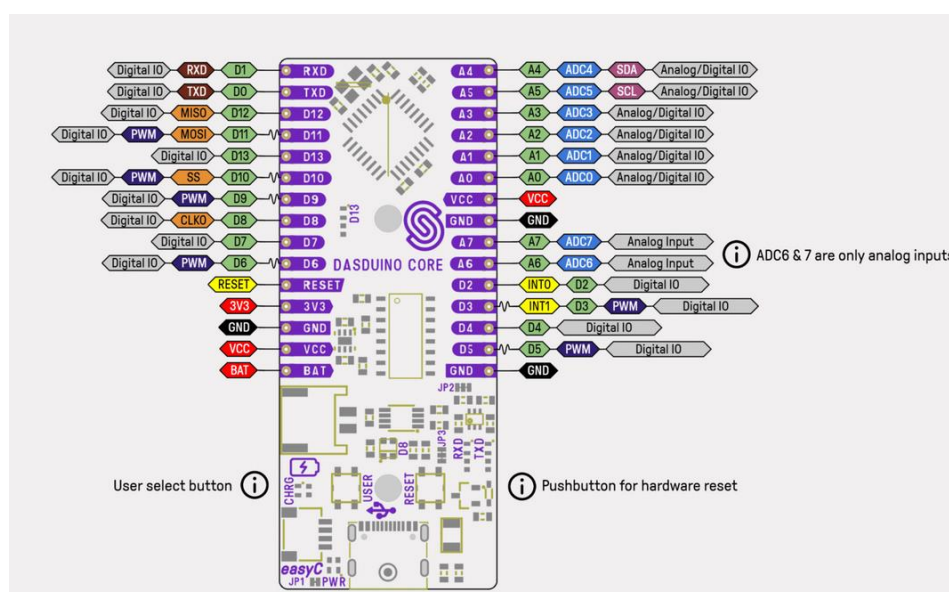 Digital IO RXD D1 RXD A4 A4 ADC4 SDA Analog/Digital IO
Digital IO TXD D0 TXD A5 A5 ADC5 SCL Analog/Digital IO
Digital IO MISO D12 D12 A3 A3 ADC3 Analog/Digital IO
Digital IO PWM MOSI D11 D11 A2 A2 ADC2 Analog/Digital IO
Digital IO D13 D13 A1 A1 ADC1 Analog/Digital IO
Digital IO PWM SS D10 D10 A0 A0 ADC0 Analog/Digital IO
Digital IO PWM D9 D9 VCC VCC
D13
Digital IO CLKO D8 D8 GND GND
Digital IO D7 D7 A7 A7 ADC7 Analog Input
i ADC6 & 7 are only analog inputs
Digital IO PWM D6 D6 DASDUINO CORE A6 A6 ADC6 Analog Input
RESET RESET D2 INT0 D2 Digital IO
3V3 3V3 D3 INT1 D3 PWM Digital IO
GND GND D4 D4 Digital IO
VCC VCC D5 D5 PWM Digital IO
BAT BAT GND GND
JP2
D8 JP3 RXD TXD
User select button i CHRG USER RESET i Pushbutton for hardware reset
easyC
JP1 PWR